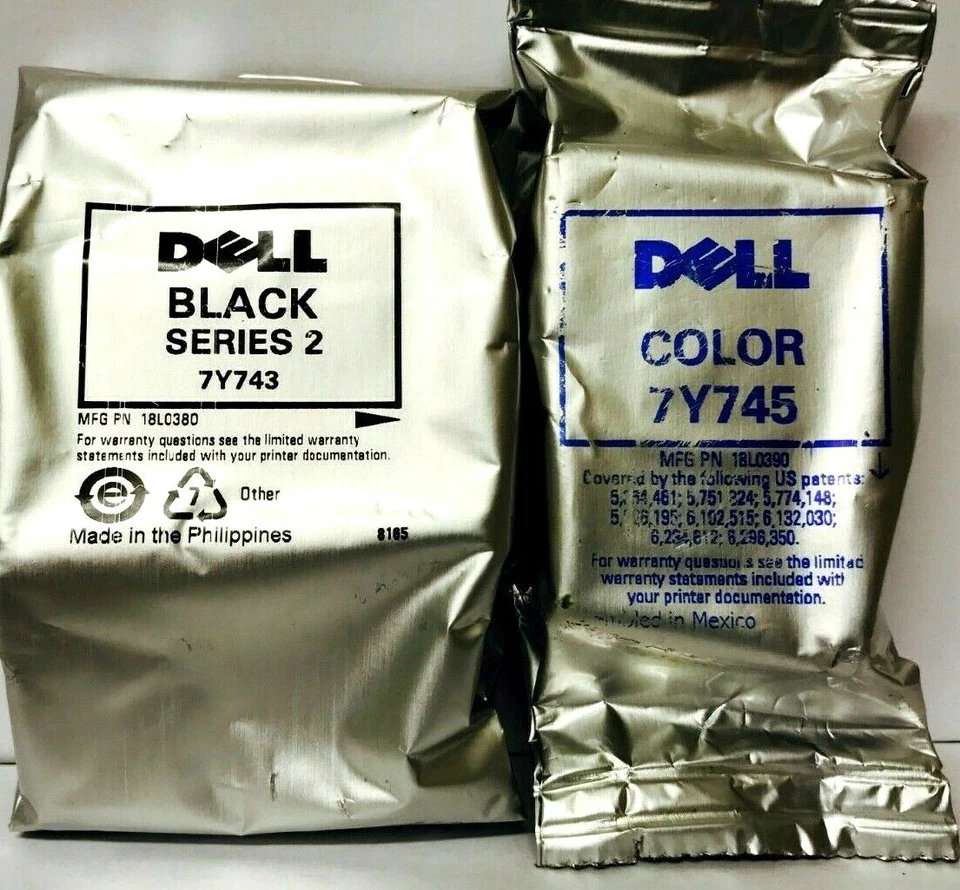 DELL
BLACK
SERIES 2
7Y743
MFG PN 18L0380
For warranty questions see the limited warranty
statements included with your printer documentation.
7 Other
Made in the Philippines 8185
DELL
COLOR
7Y745
MFG PN 18L0390
Covered by the following US patents:
5,751 5,774,148;
6,102,515; 6,132,030;
6,298,350.
For warranty see the limited
warranty statements included with
your printer documentation.
in Mexico